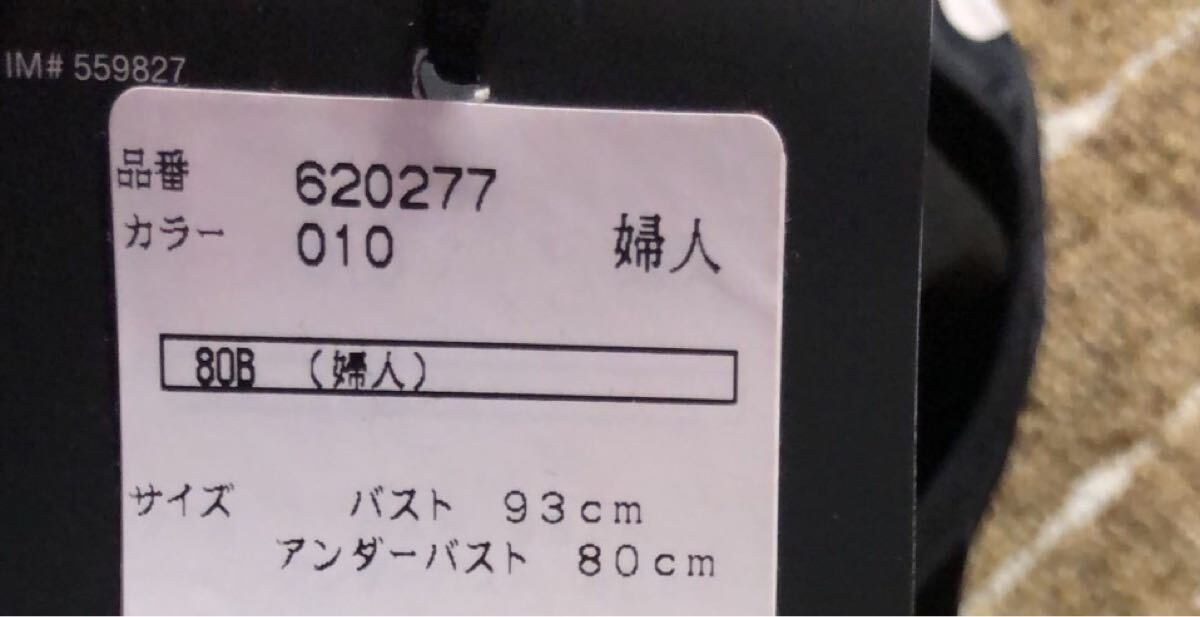 IM# 559827
品番 620277
カラー 010 婦人
80B （婦人）
サイズ バスト 93cm
アンダーバスト 80cm